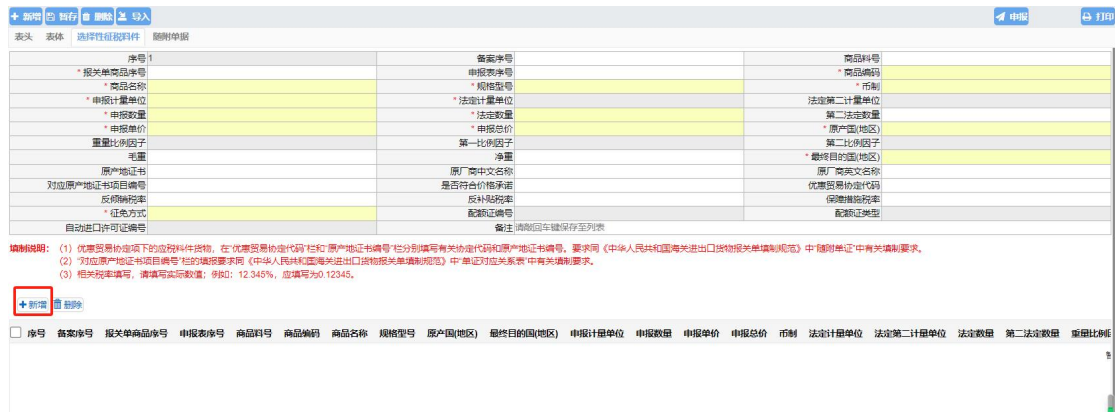 新增 暂存 删除 导入 申报 打印
表头 表体 选择性征税料件 随附单据
序号 1 备案序号 商品料号
* 报关单商品序号 申报表序号 * 商品编码
* 商品名称 * 规格型号 * 币制
* 申报计量单位 * 法定计量单位 法定第二计量单位
* 申报数量 * 法定数量 第二法定数量
* 申报单价 * 申报总价 * 原产国(地区)
重量比例因子 第一比例因子 第二比例因子
毛重 净重 * 最终目的国(地区)
原产地证书 原厂商中文名称 原厂商英文名称
对应原产地证书项目编号 是否符合价格承诺 优惠贸易协定代码
反倾销税率 反补贴税率 保障措施税率
* 征免方式 配额证编号 配额证类型
自动进口许可证编号 备注 请敲回车键保存至列表
填制说明：（1）优惠贸易协定项下的应税料件货物，在“优惠贸易协定代码”栏和“原产地证书编号”栏分别填写有关协定代码和原产地证书编号。要求同《中华人民共和国海关进出口货物报关单填制规范》中“随附单证”中有关填制要求。
（2）“对应原产地证书项目编号”栏的填报要求同《中华人民共和国海关进出口货物报关单填制规范》中“单证对应关系表”中有关填制要求。
（3）相关税率填写，请填写实际数值；例如：12.345%，应填写为0.12345。
新增 删除
序号 备案序号 报关单商品序号 申报表序号 商品料号 商品编码 商品名称 规格型号 原产国(地区) 最终目的国(地区) 申报计量单位 申报数量 申报单价 申报总价 币制 法定计量单位 法定第二计量单位 法定数量 第二法定数量 重量比例